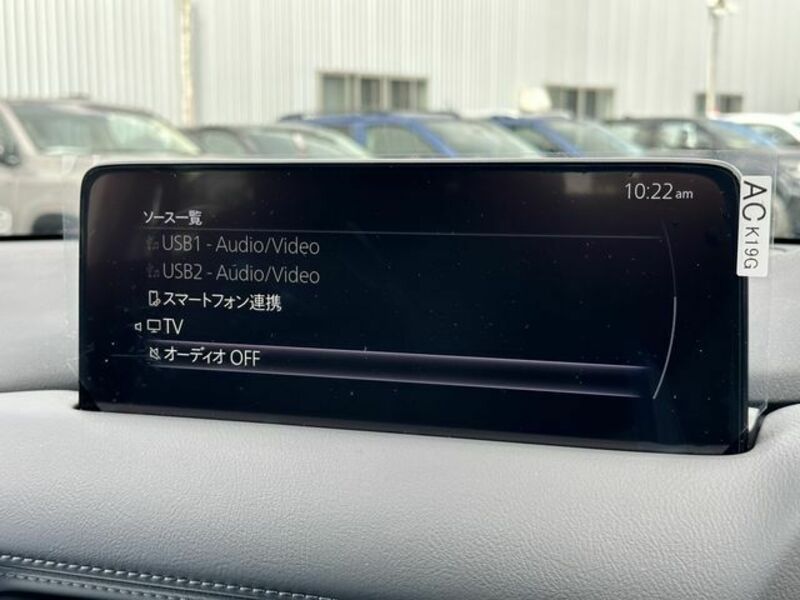 10:22am
ソース一覧
USB1 - Audio/Video
USB2 - Audio/Video
スマートフォン連携
TV
オーディオ OFF
AC K19G